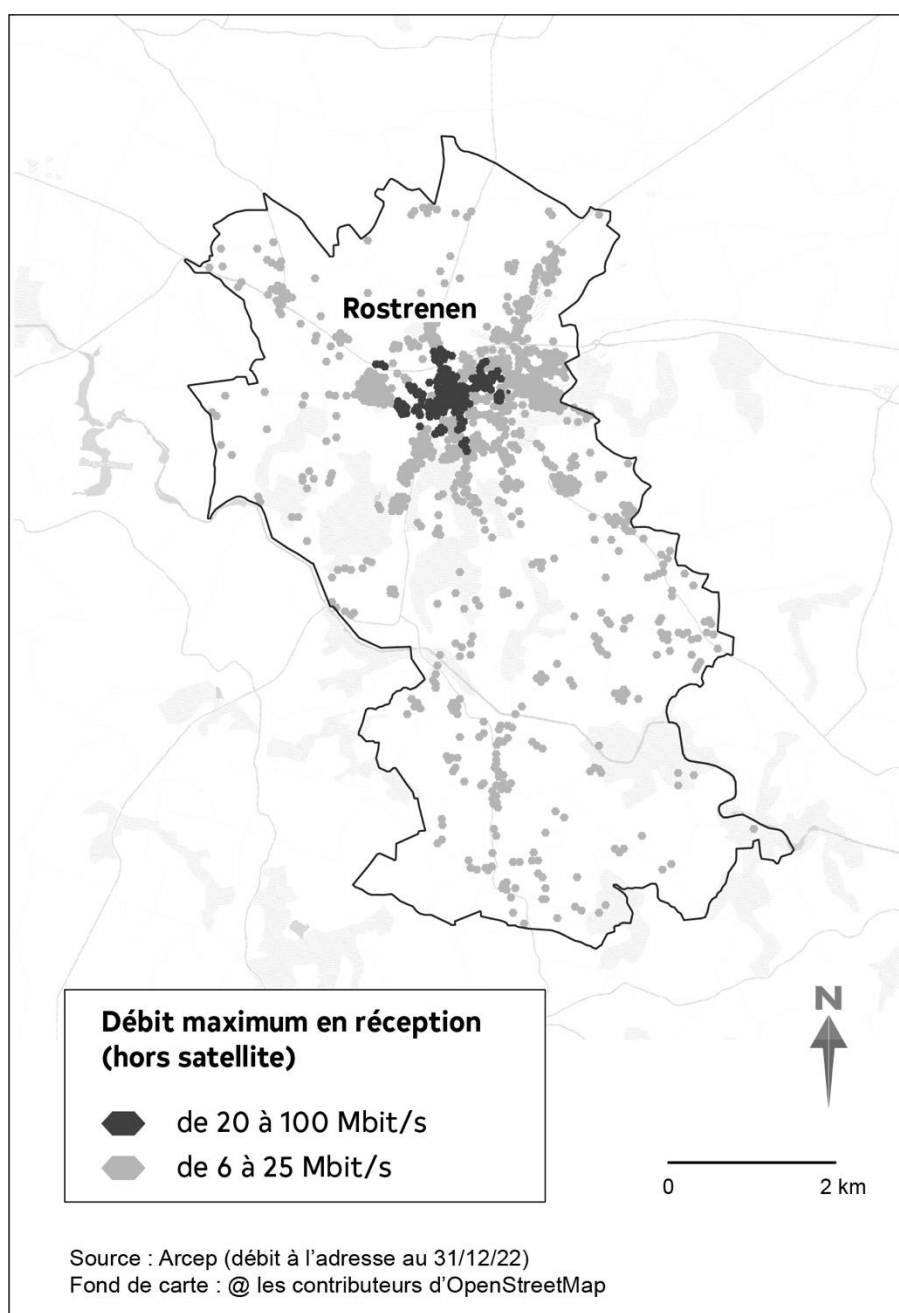 Rostrenen
Débit maximum en réception
(hors satellite)
de 20 à 100 Mbit/s
de 6 à 25 Mbit/s
N
0 2 km
Source : Arcep (débit à l'adresse au 31/12/22)
Fond de carte : @ les contributeurs d'OpenStreetMap